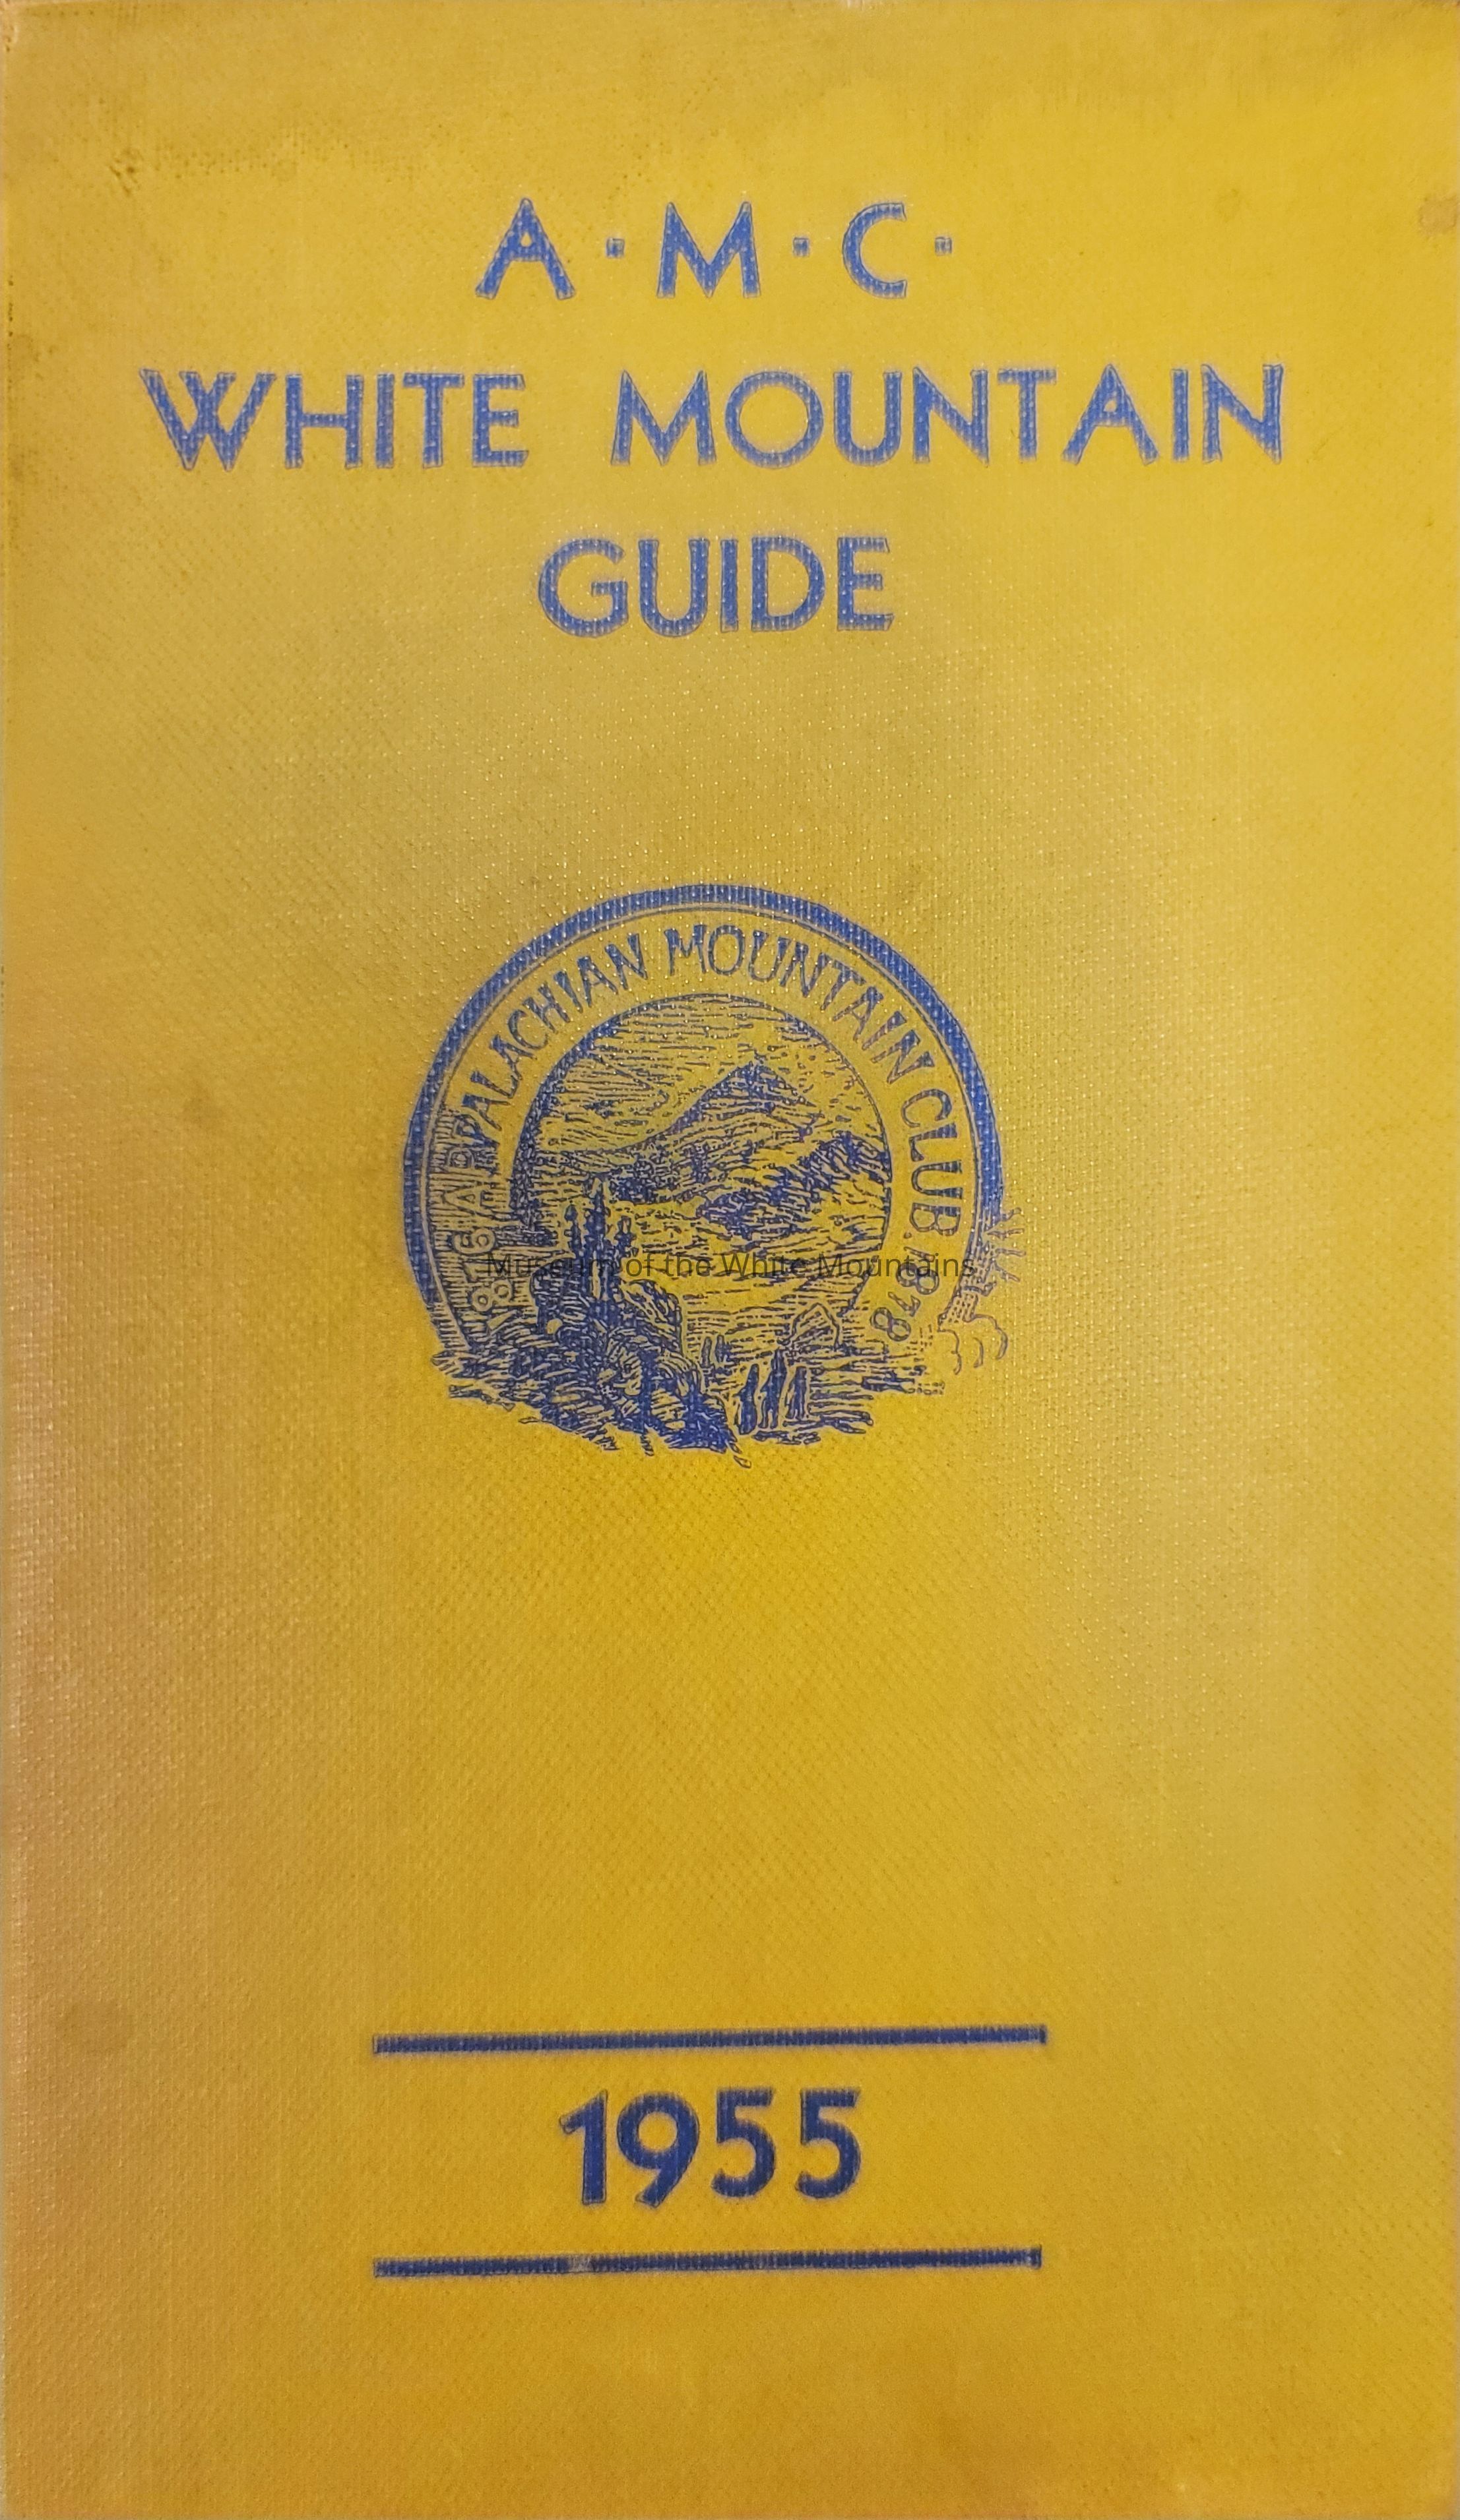 A·M·C·
WHITE MOUNTAIN
GUIDE
1876 APPALACHIAN MOUNTAIN CLUB. 1878
Museum of the White Mountains
1955